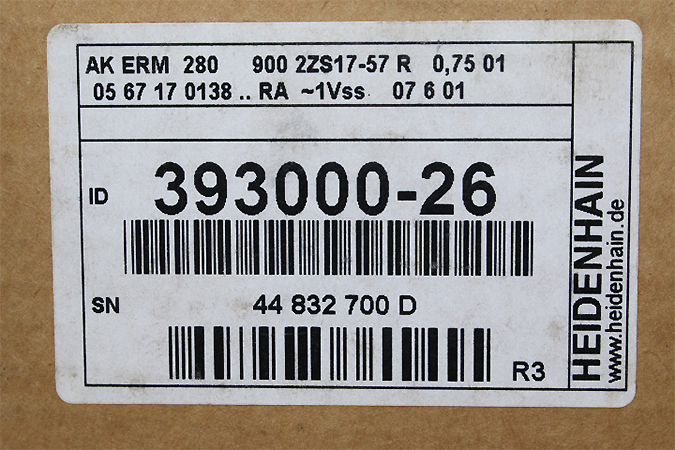 AK ERM 280 900 2ZS17-57 R 0,75 01
05 67 17 0138 .. RA ~1Vss 07 6 01
ID 393000-26
SN 44 832 700 D
R3
HEIDENHAIN
www.heidenhain.de